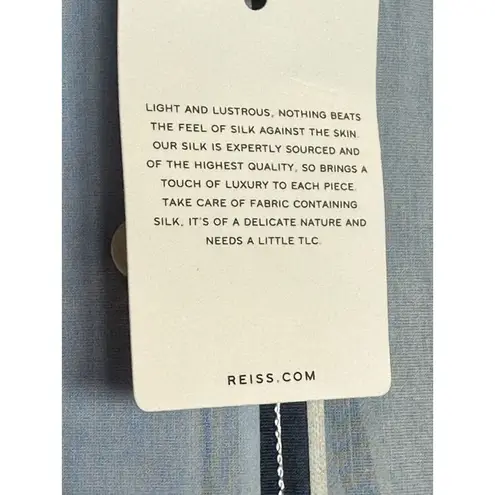 LIGHT AND LUSTROUS, NOTHING BEATS
THE FEEL OF SILK AGAINST THE SKIN.
OUR SILK IS EXPERTLY SOURCED AND
OF THE HIGHEST QUALITY, SO BRINGS A
TOUCH OF LUXURY TO EACH PIECE.
TAKE CARE OF FABRIC CONTAINING
SILK, IT'S OF A DELICATE NATURE AND
NEEDS A LITTLE TLC.
REISS.COM